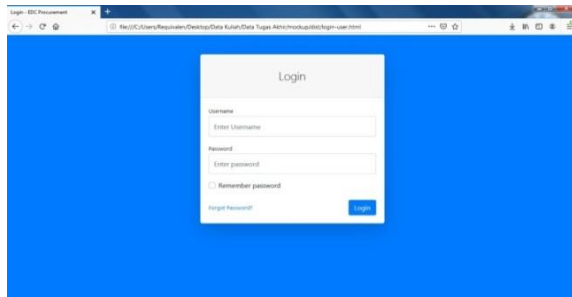 Login - EDC Procurement
file:///C:/Users/Requivalen/Desktop/Data Kuliah/Data Tugas Akhir/mockup/dist/login-user.html
Login
Username
Enter Username
Password
Enter password
Remember password
Forgot Password?
Login